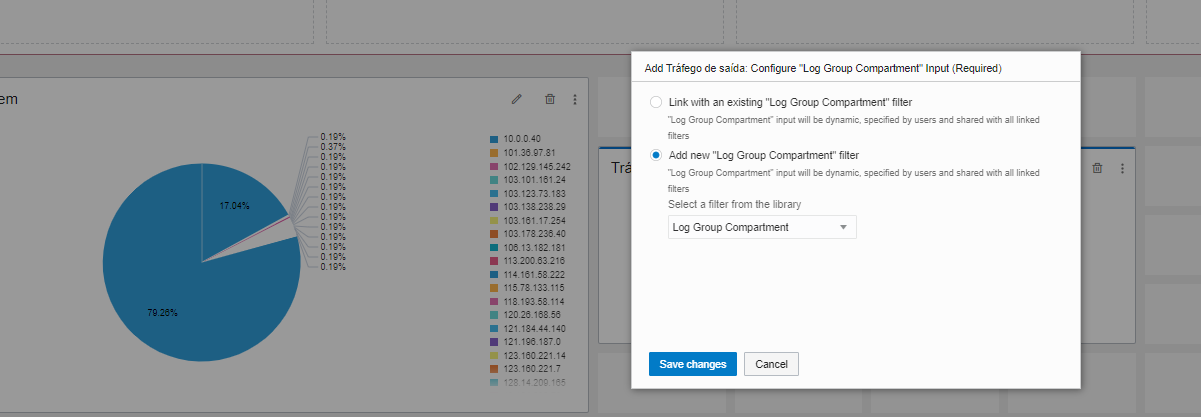 em
0.19%
0.37%
0.19%
0.19%
0.19%
0.19%
0.19%
0.19%
0.19%
0.19%
0.19%
0.19%
0.19%
0.19%
17.04%
79.26%
10.0.0.40
101.36.97.81
102.129.145.242
103.101.161.24
103.123.73.183
103.138.238.29
103.161.17.254
103.178.236.40
106.13.182.181
113.200.63.216
114.161.58.222
115.78.133.115
118.193.58.114
120.26.168.56
121.184.44.140
121.196.187.0
123.160.221.14
123.160.221.7
128.14.209.165
Add Tráfego de saída: Configure "Log Group Compartment" Input (Required)
Link with an existing "Log Group Compartment" filter
"Log Group Compartment" input will be dynamic, specified by users and shared with all linked
filters
Add new "Log Group Compartment" filter
"Log Group Compartment" input will be dynamic, specified by users and shared with all linked
filters
Select a filter from the library
Log Group Compartment
Save changes
Cancel
Trá